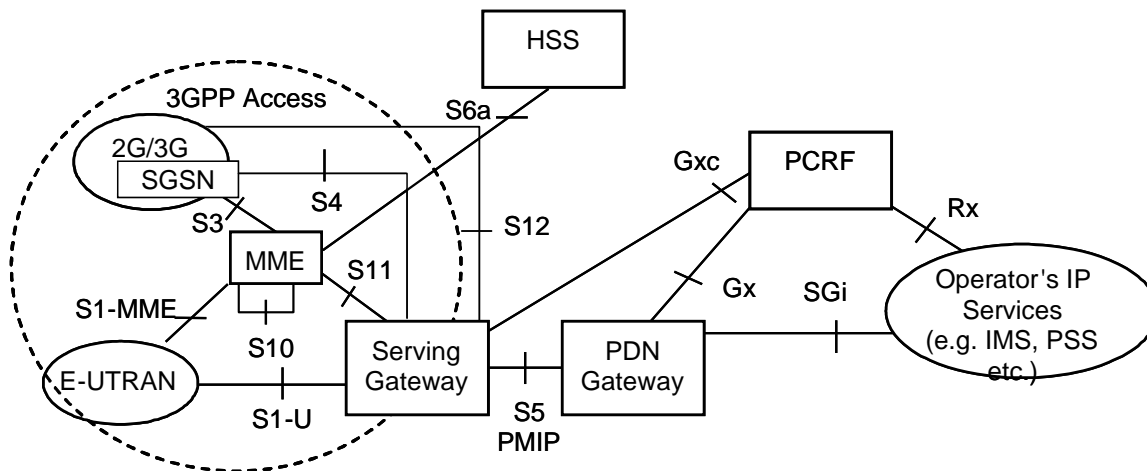 HSS
3GPP Access
S6a
2G/3G
SGSN
S4
S3
Gxc
PCRF
Rx
S12
MME
S11
S1-MME
S10
Gx
SGi
Operator's IP
Services
(e.g. IMS, PSS
etc.)
Serving
Gateway
PDN
Gateway
E-UTRAN
S1-U
S5
PMIP